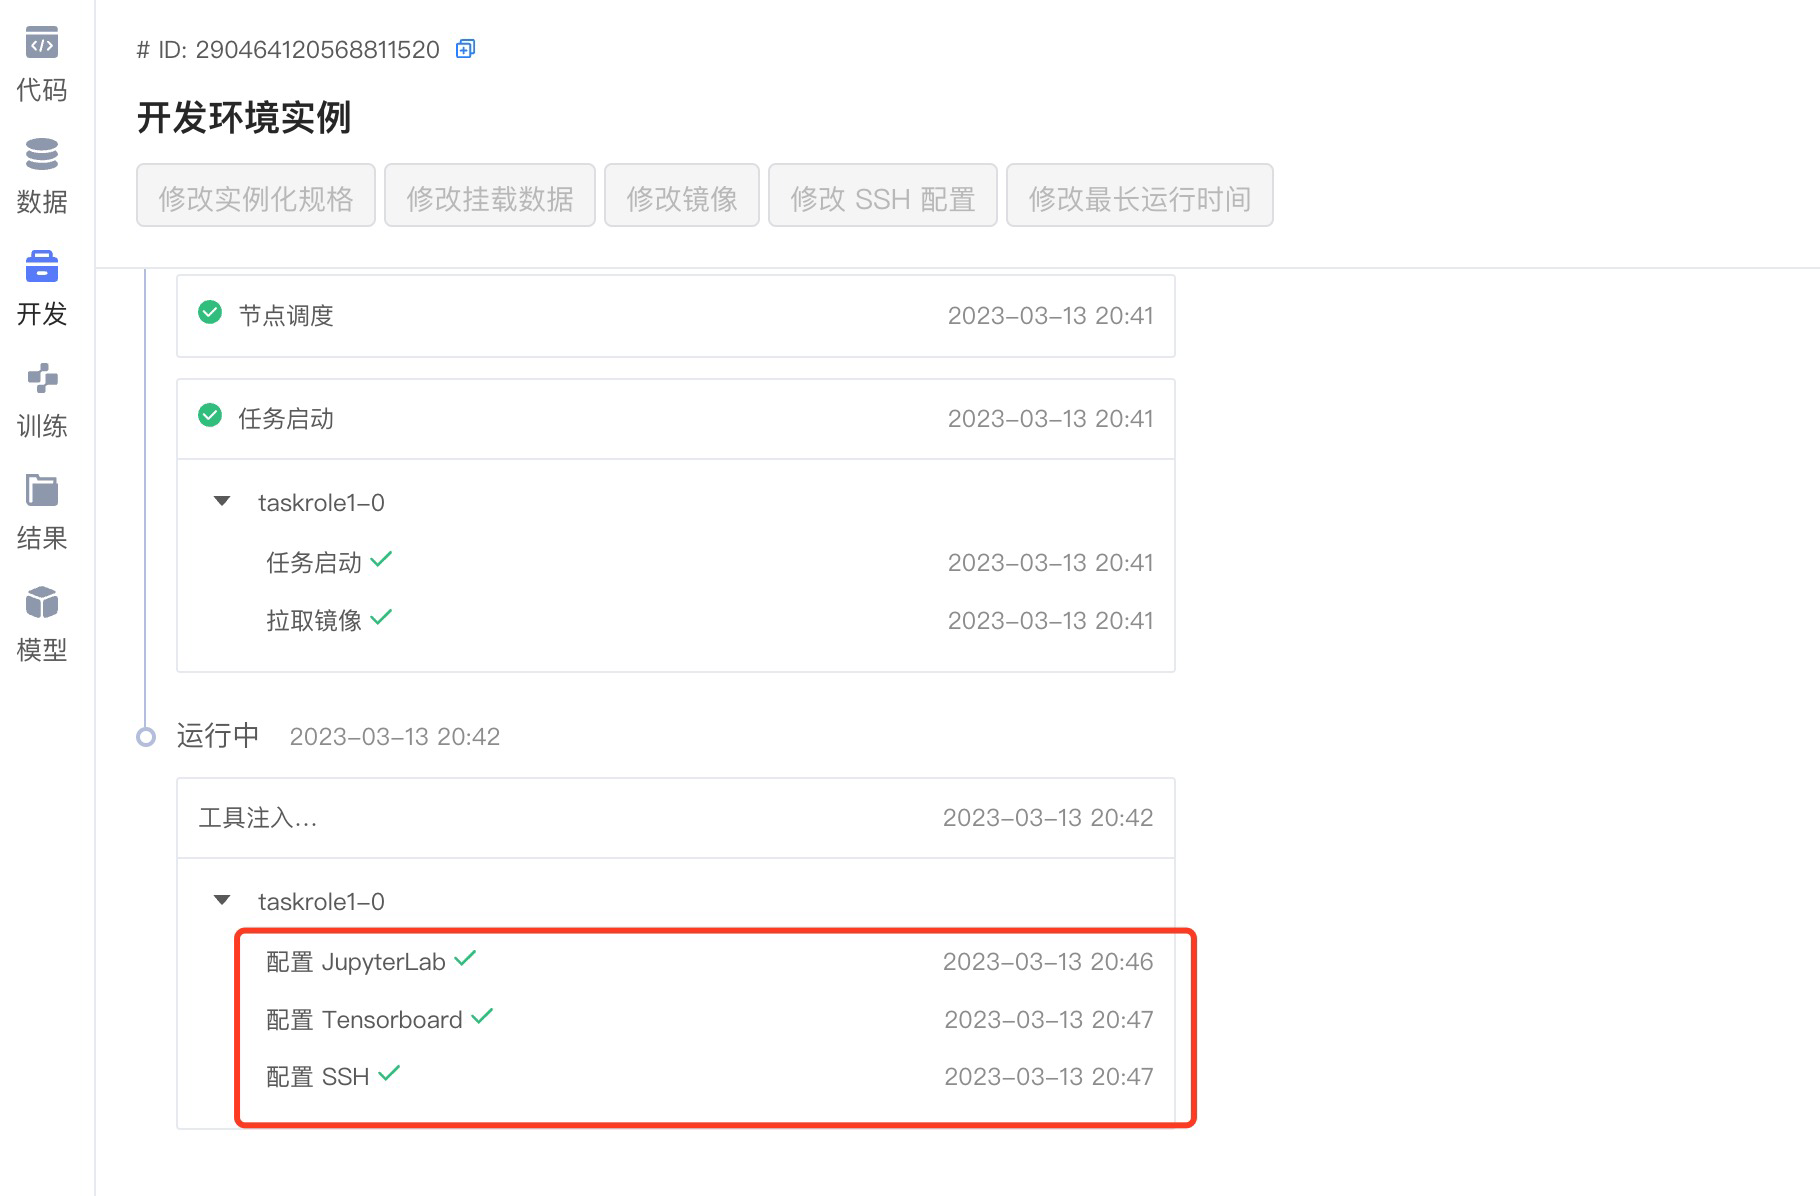 代码
数据
开发
训练
结果
模型
# ID: 290464120568811520
开发环境实例
修改实例化规格 修改挂载数据 修改镜像 修改 SSH 配置 修改最长运行时间
节点调度 2023-03-13 20:41
任务启动 2023-03-13 20:41
taskrole1-0
任务启动 2023-03-13 20:41
拉取镜像 2023-03-13 20:41
运行中 2023-03-13 20:42
工具注入... 2023-03-13 20:42
taskrole1-0
配置 JupyterLab 2023-03-13 20:46
配置 Tensorboard 2023-03-13 20:47
配置 SSH 2023-03-13 20:47